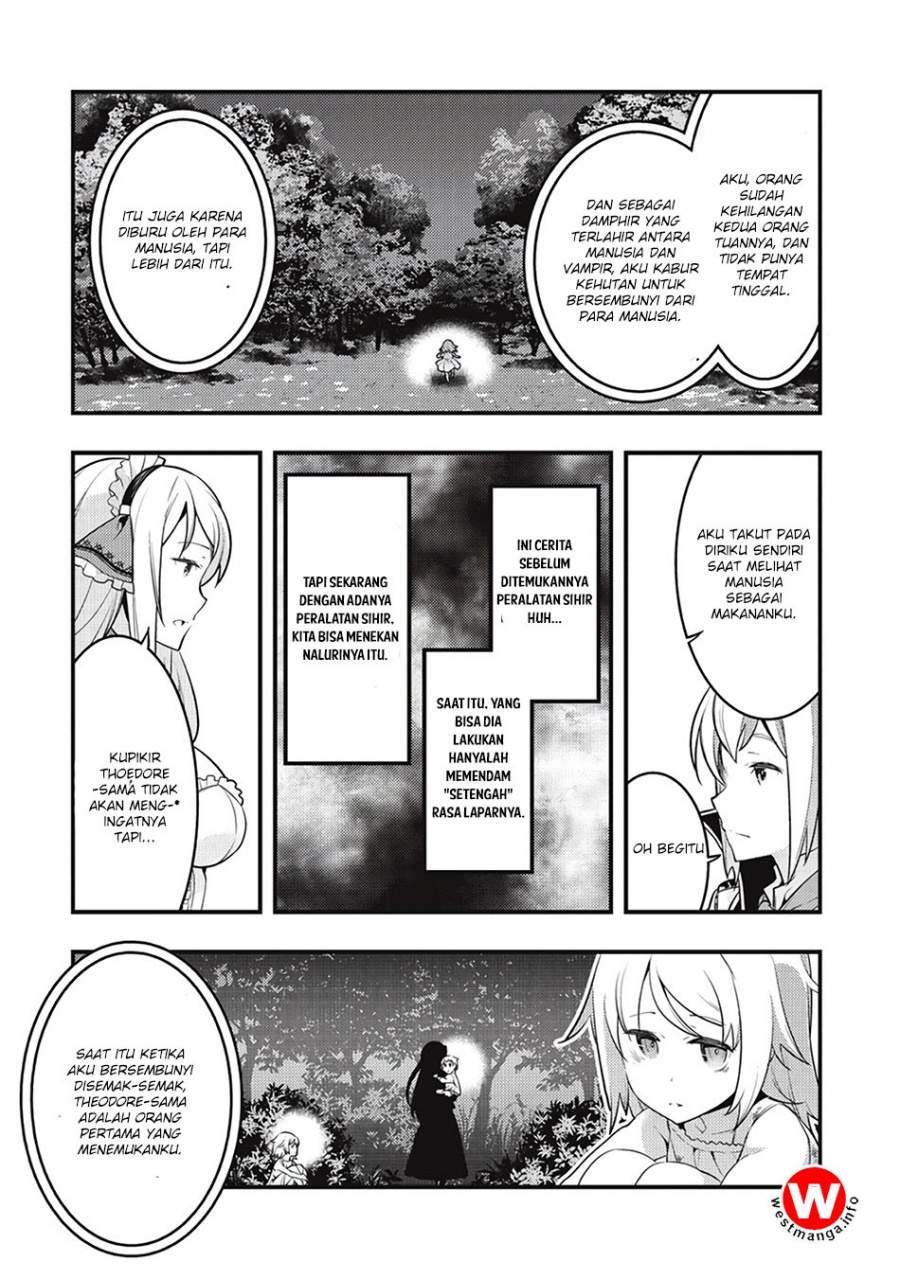 AKU, ORANG
SUDAH
KEHILANGAN
KEDUA ORANG
TUANNYA, DAN
TIDAK PUNYA
TEMPAT
TINGGAL.
DAN SEBAGAI
DAMPHIR YANG
TERLAHIR ANTARA
MANUSIA DAN
VAMPIR, AKU KABUR
KEHUTAN UNTUK
BERSEMBUNYI DARI
PARA MANUSIA.
ITU JUGA KARENA
DIBURU OLEH PARA
MANUSIA, TAPI
LEBIH DARI ITU.
AKU TAKUT PADA
DIRIKU SENDIRI
SAAT MELIHAT
MANUSIA
SEBAGAI
MAKANANKU.
OH BEGITU
INI CERITA
SEBELUM
DITEMUKANNYA
PERALATAN SIHIR
HUH...
SAAT ITU, YANG
BISA DIA
LAKUKAN
HANYALAH
MEMENDAM
"SETENGAH"
RASA LAPARNYA.
TAPI SEKARANG
DENGAN ADANYA
PERALATAN SIHIR,
KITA BISA MENEKAN
NALURINYA ITU.
KUPIKIR
THOEDORE
-SAMA TIDAK
AKAN MENG-*
INGATNYA
TAPI...
SAAT ITU KETIKA
AKU BERSEMBUNYI
DISEMAK-SEMAK,
THEODORE-SAMA
ADALAH ORANG
PERTAMA YANG
MENEMUKANKU.
W
westmanga.info